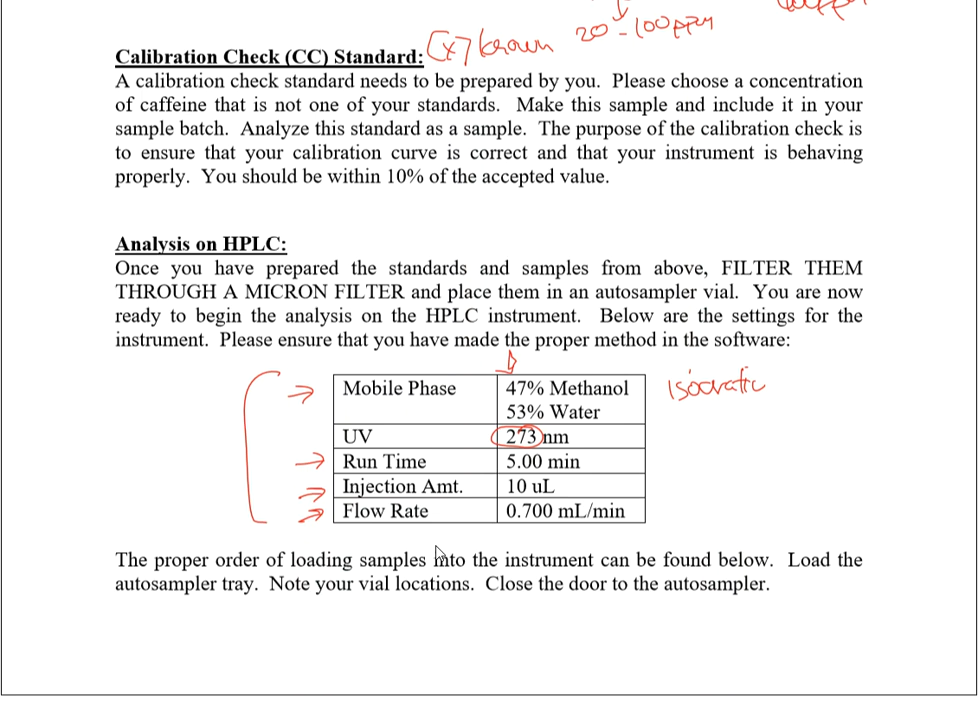 20 - 100 ppm
Calibration Check (CC) Standard: [x] known
A calibration check standard needs to be prepared by you. Please choose a concentration
of caffeine that is not one of your standards. Make this sample and include it in your
sample batch. Analyze this standard as a sample. The purpose of the calibration check is
to ensure that your calibration curve is correct and that your instrument is behaving
properly. You should be within 10% of the accepted value.
Analysis on HPLC:
Once you have prepared the standards and samples from above, FILTER THEM
THROUGH A MICRON FILTER and place them in an autosampler vial. You are now
ready to begin the analysis on the HPLC instrument. Below are the settings for the
instrument. Please ensure that you have made the proper method in the software:
Mobile Phase 47% Methanol Isocratic
53% Water
UV 273 nm
Run Time 5.00 min
Injection Amt. 10 uL
Flow Rate 0.700 mL/min
The proper order of loading samples into the instrument can be found below. Load the
autosampler tray. Note your vial locations. Close the door to the autosampler.